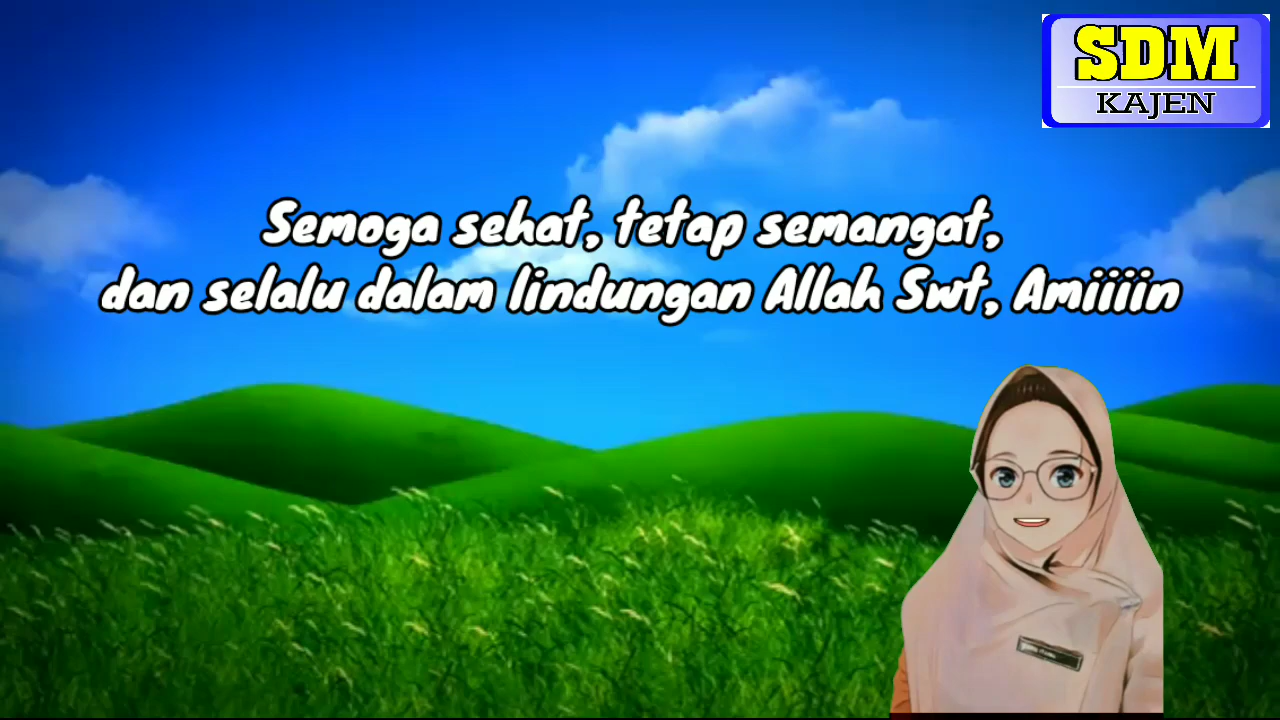 SDM
KAJEN
Semoga sehat, tetap semangat,
dan selalu dalam lindungan Allah Swt, Amiiiin